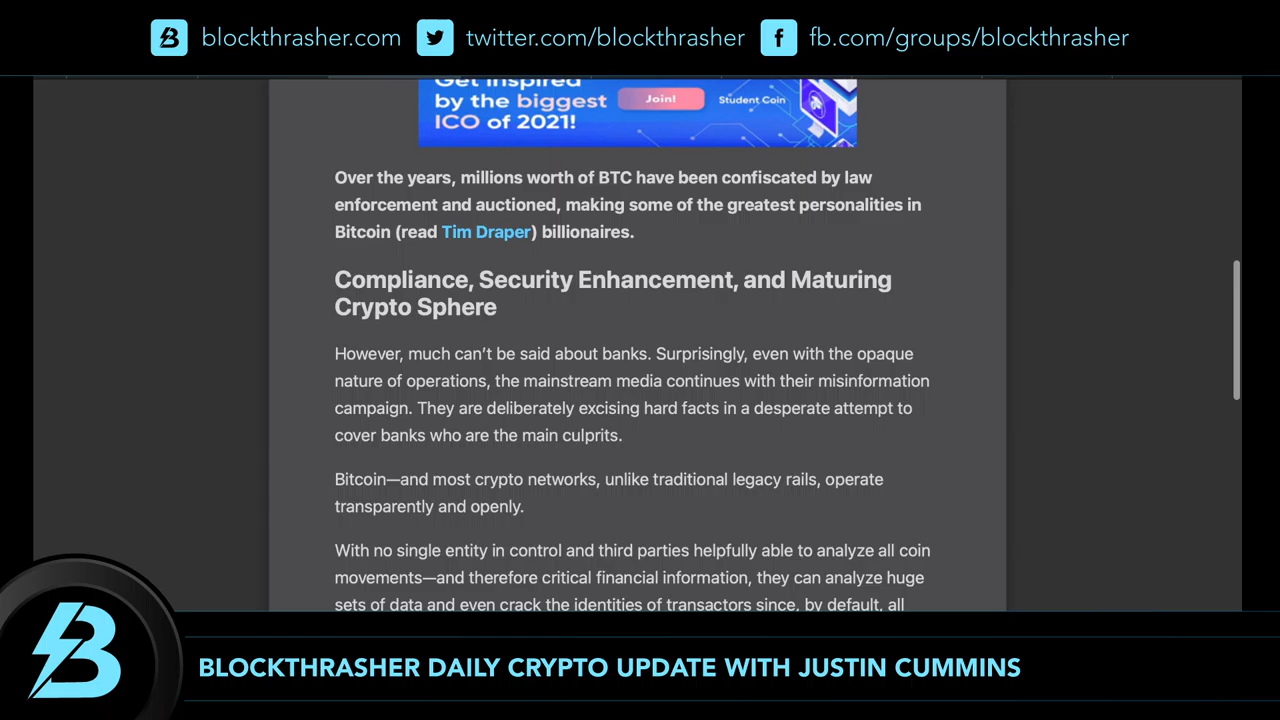 blockthrasher.com twitter.com/blockthrasher fb.com/groups/blockthrasher
Get inspired
by the biggest
ICO of 2021!
Join!
Student Coin
Over the years, millions worth of BTC have been confiscated by law
enforcement and auctioned, making some of the greatest personalities in
Bitcoin (read Tim Draper) billionaires.
Compliance, Security Enhancement, and Maturing
Crypto Sphere
However, much can’t be said about banks. Surprisingly, even with the opaque
nature of operations, the mainstream media continues with their misinformation
campaign. They are deliberately excising hard facts in a desperate attempt to
cover banks who are the main culprits.
Bitcoin—and most crypto networks, unlike traditional legacy rails, operate
transparently and openly.
With no single entity in control and third parties helpfully able to analyze all coin
movements—and therefore critical financial information, they can analyze huge
sets of data and even crack the identities of transactors since, by default, all
B
BLOCKTHRASHER DAILY CRYPTO UPDATE WITH JUSTIN CUMMINS